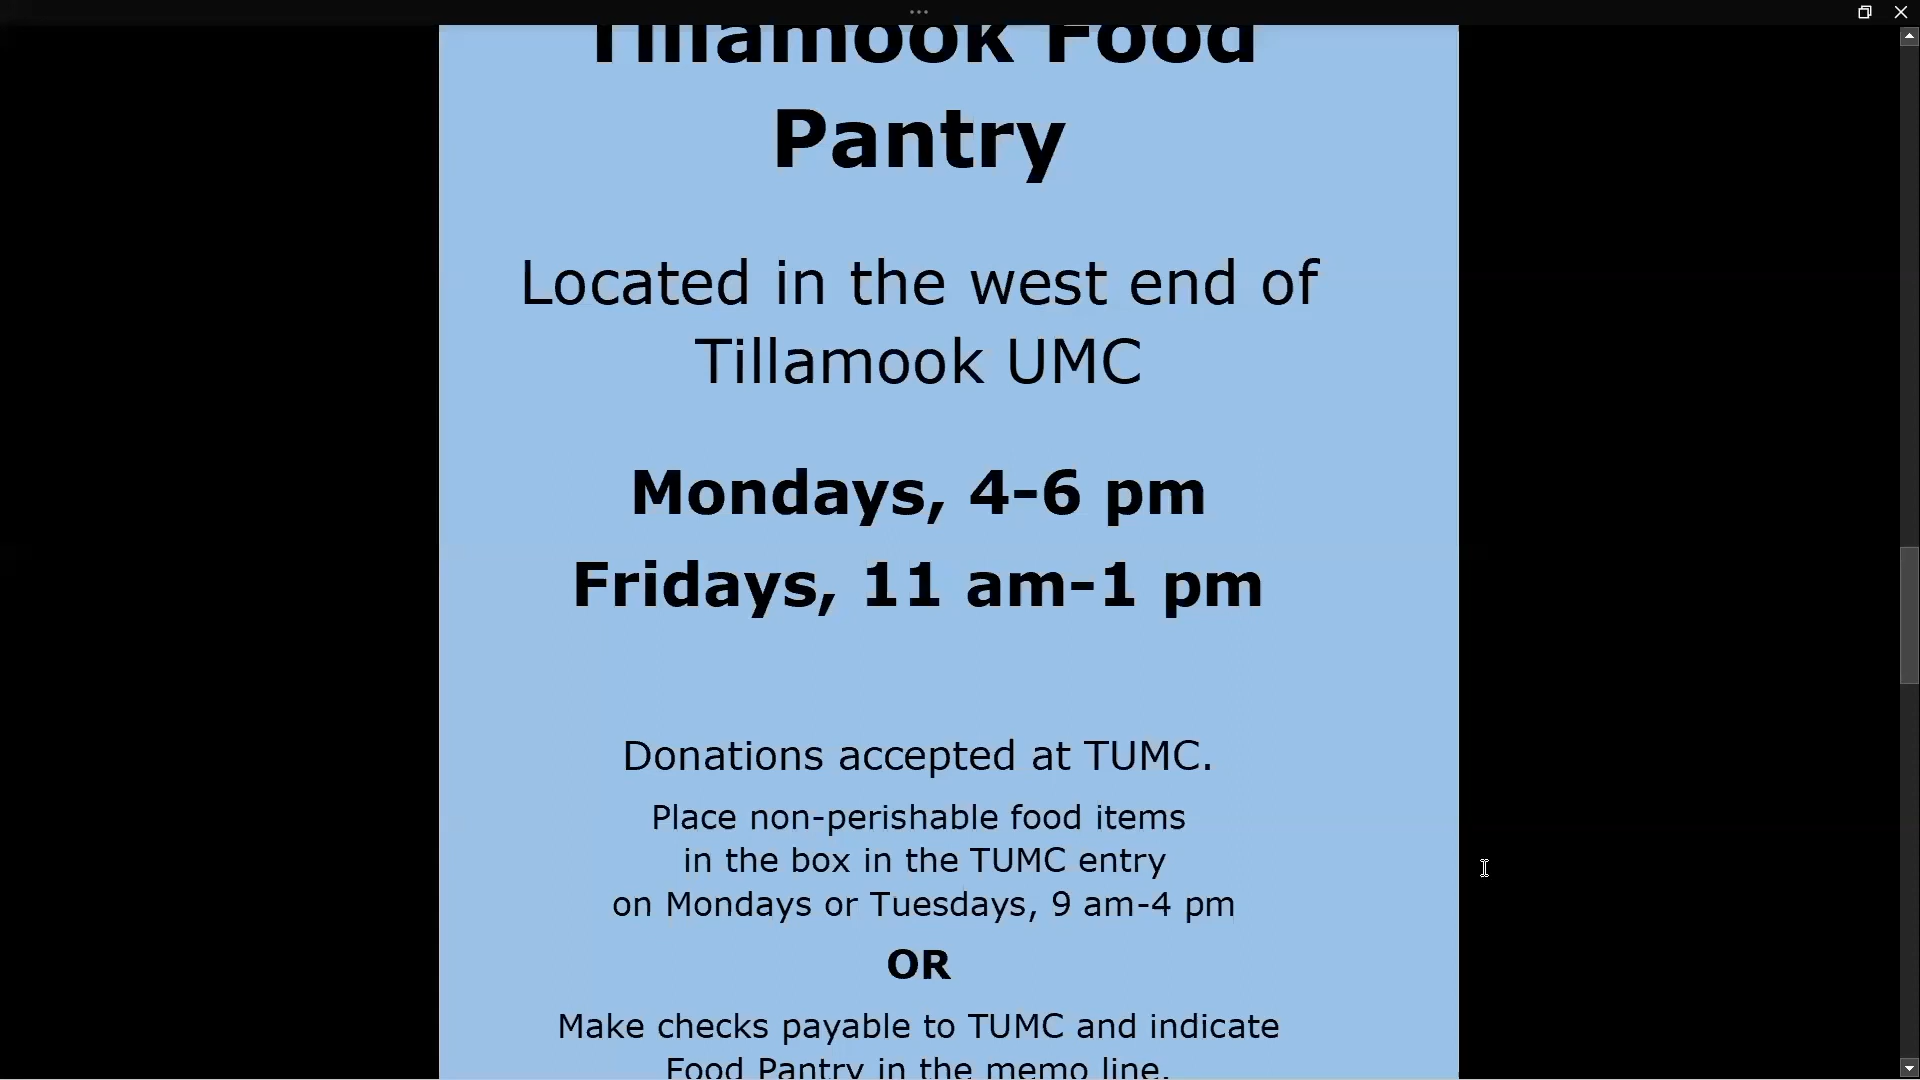 Tillamook Food
Pantry
Located in the west end of
Tillamook UMC
Mondays, 4-6 pm
Fridays, 11 am-1 pm
Donations accepted at TUMC.
Place non-perishable food items
in the box in the TUMC entry
on Mondays or Tuesdays, 9 am-4 pm
OR
Make checks payable to TUMC and indicate
Food Pantry in the memo line.